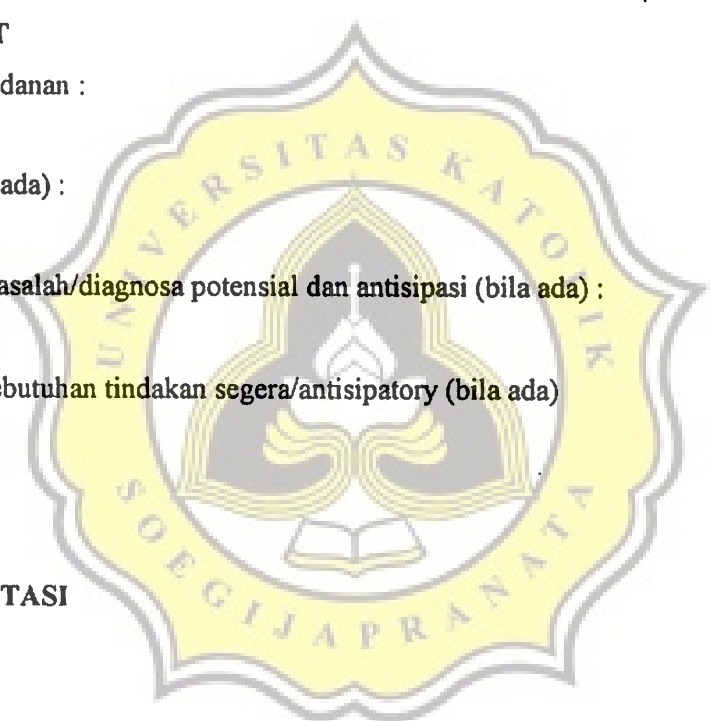 T
danan :
ada) :
asalah/diagnosa potensial dan antisipasi (bila ada) :
ebutuhan tindakan segera/antisipatory (bila ada)
TASI
UNIVERSITAS KATOLIK
SOEGIJAPRANATA